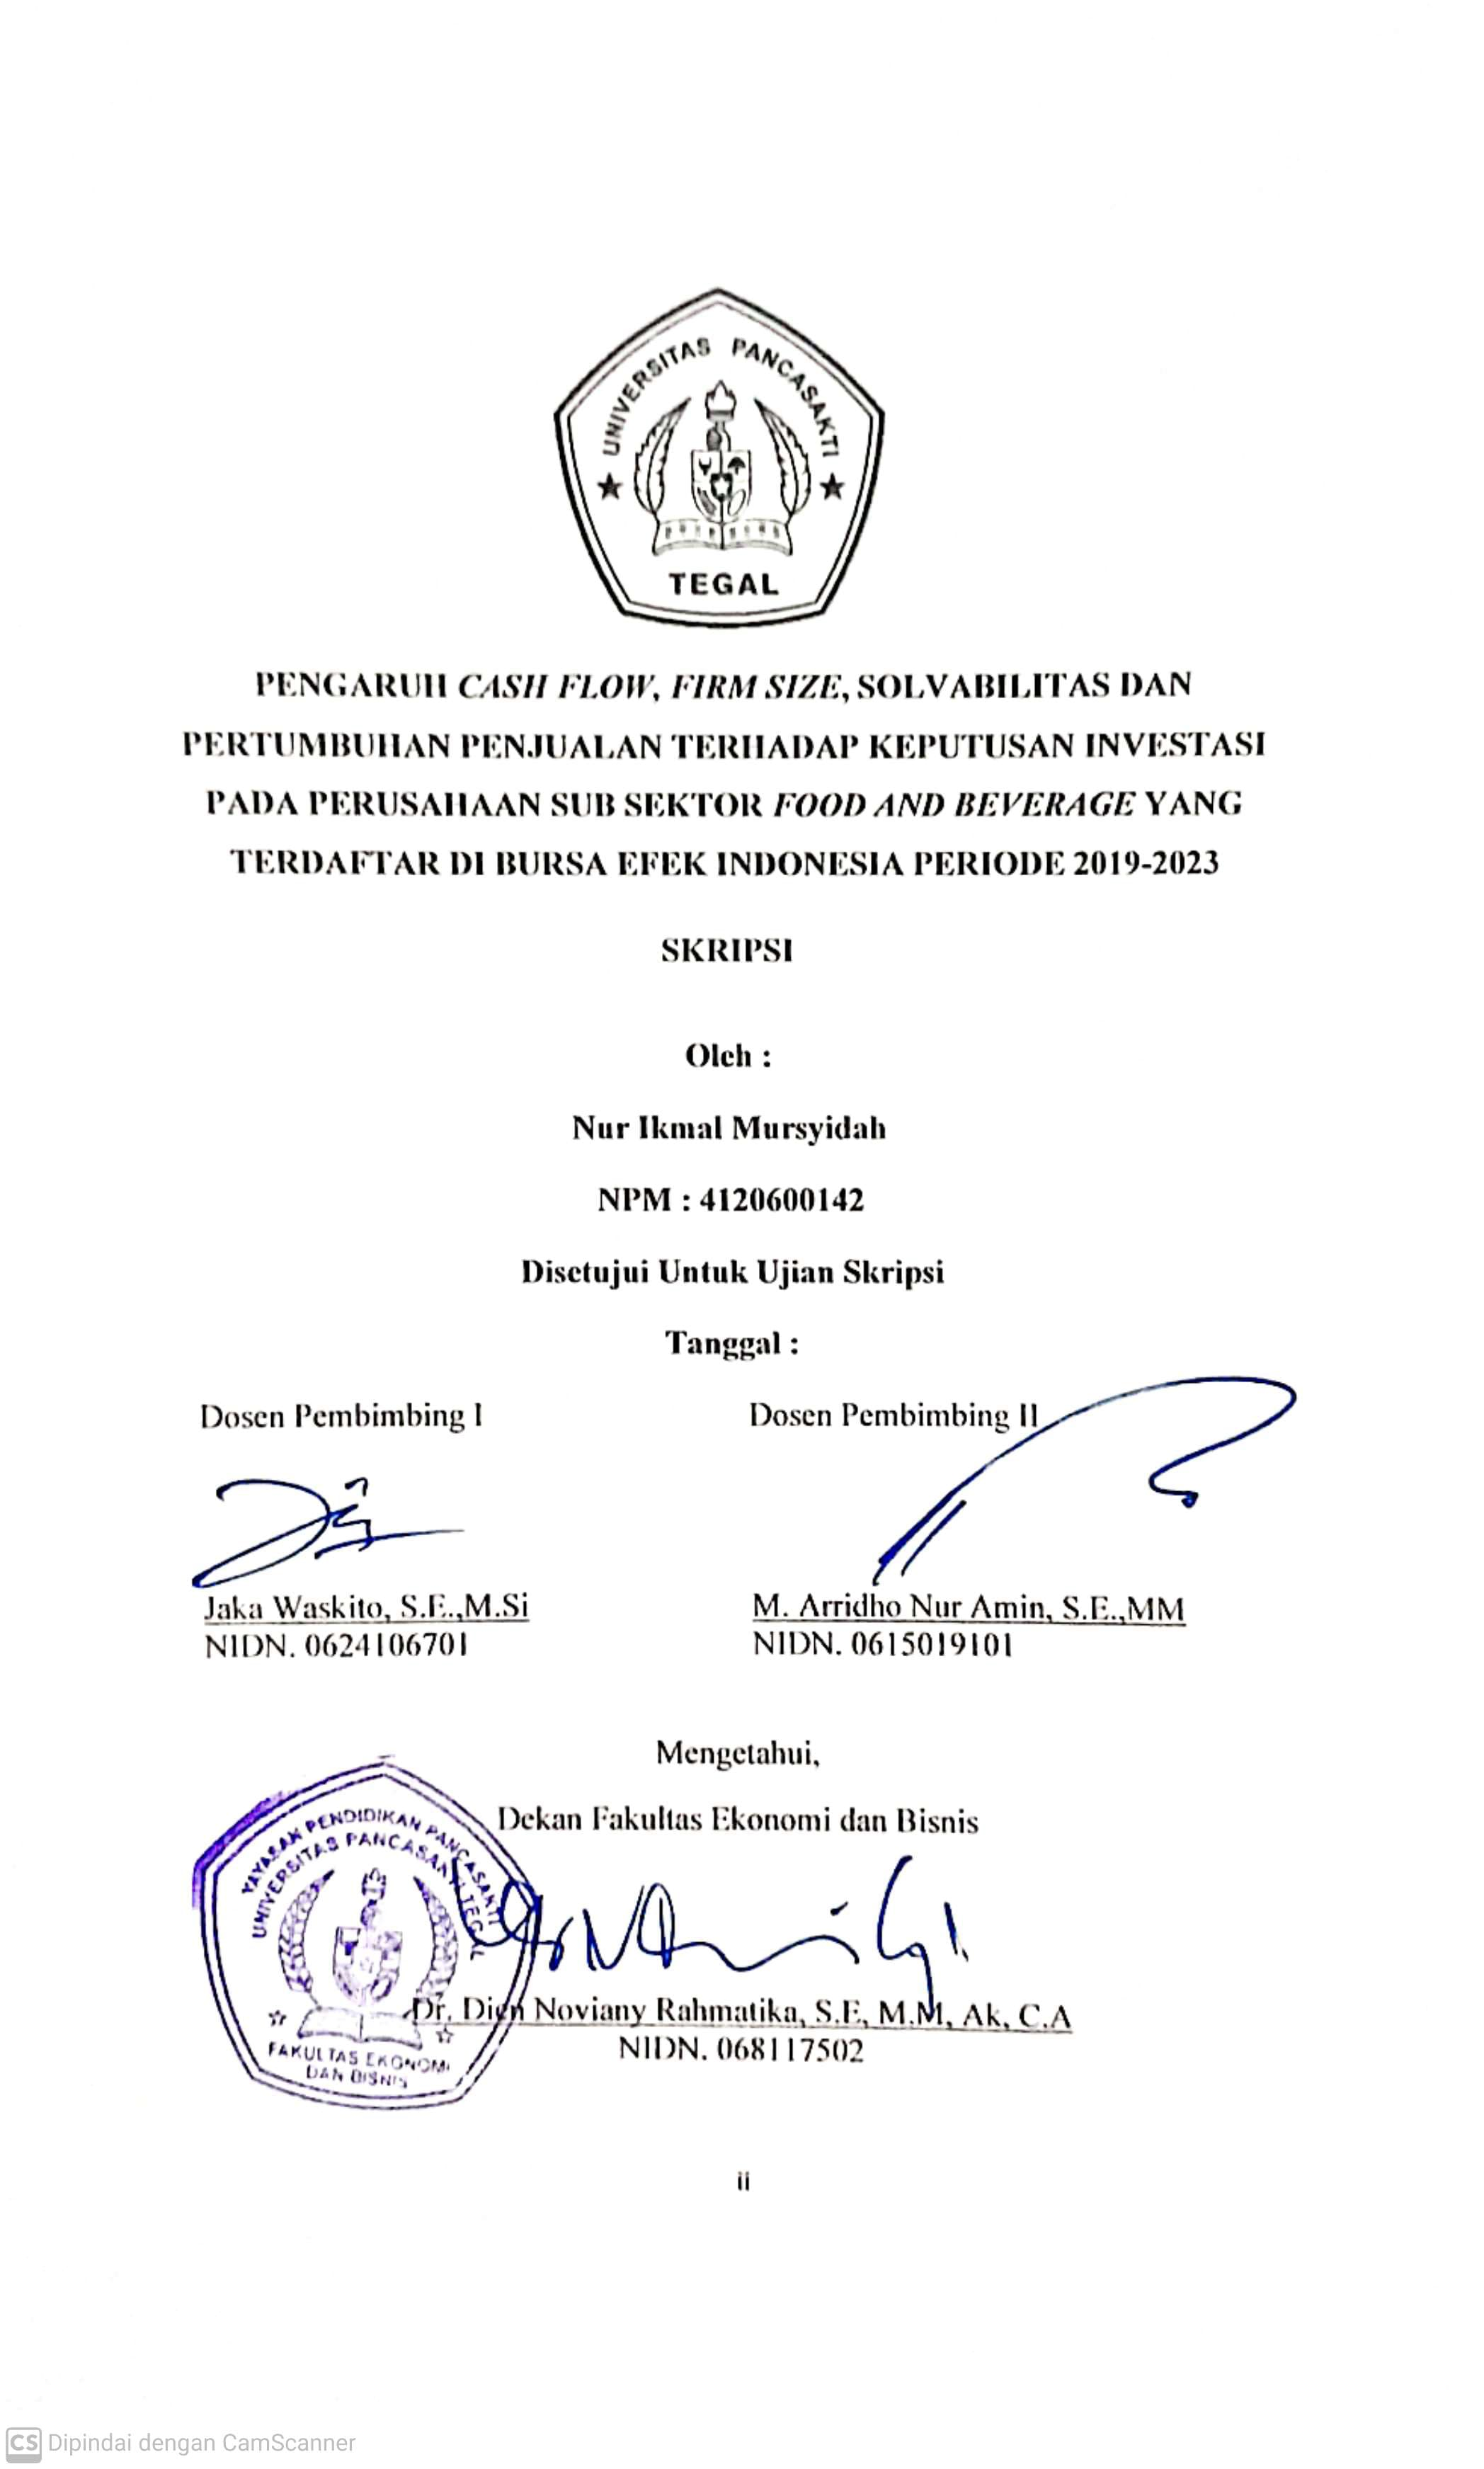 UNIVERSITAS PANCASAKTI
TEGAL
PENGARUH CASH FLOW, FIRM SIZE, SOLVABILITAS DAN
PERTUMBUHAN PENJUALAN TERHADAP KEPUTUSAN INVESTASI
PADA PERUSAHAAN SUB SEKTOR FOOD AND BEVERAGE YANG
TERDAFTAR DI BURSA EFEK INDONESIA PERIODE 2019-2023
SKRIPSI
Oleh :
Nur Ikmal Mursyidah
NPM : 4120600142
Disetujui Untuk Ujian Skripsi
Tanggal :
Dosen Pembimbing I
Dosen Pembimbing II
Jaka Waskito, S.E.,M.Si
NIDN. 0624106701
M. Arridho Nur Amin, S.E.,MM
NIDN. 0615019101
Mengetahui,
Dekan Fakultas Ekonomi dan Bisnis
YAYASAN PENDIDIKAN PANCASAKTI
UNIVERSITAS PANCASAKTI TEGAL
FAKULTAS EKONOMI
DAN BISNIS
Dr. Dien Noviany Rahmatika, S.E, M.M, Ak, C.A
NIDN. 068117502
ii
CS Dipindai dengan CamScanner